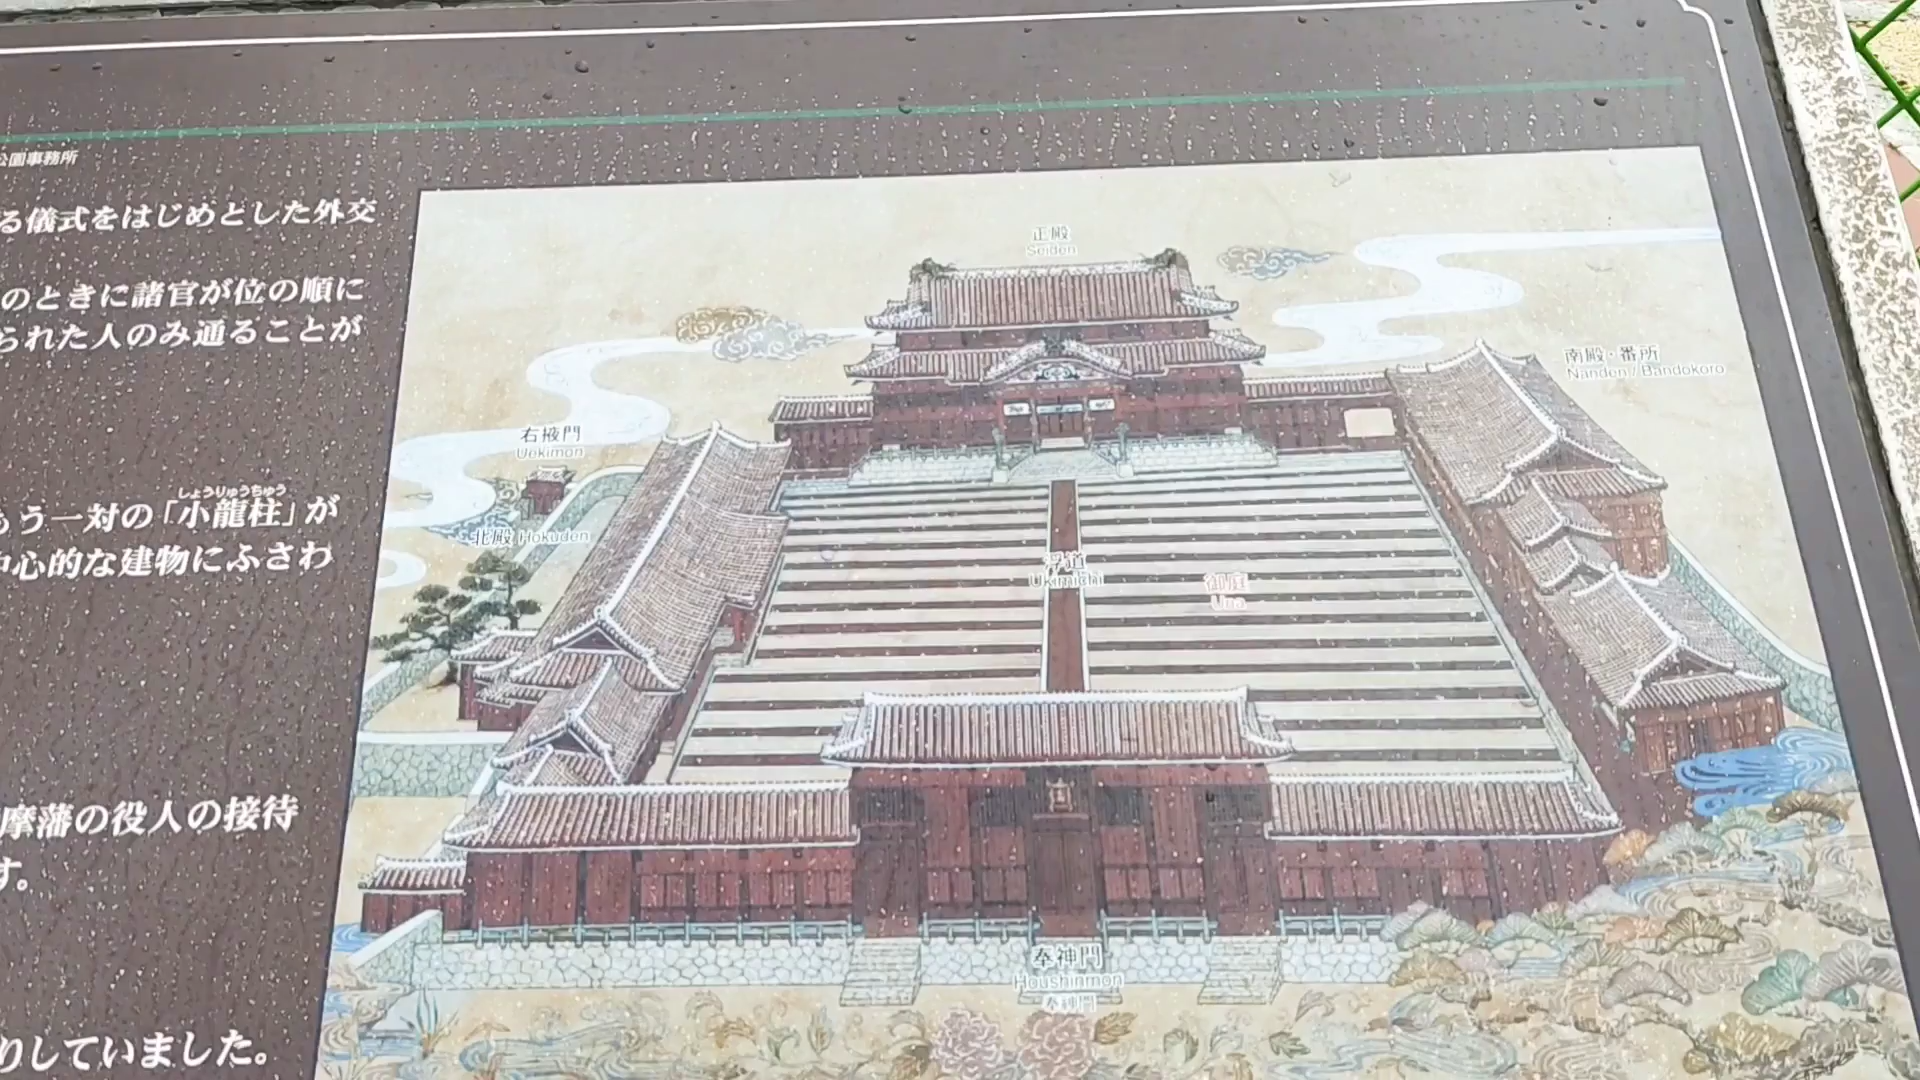 公園事務所
る儀式をはじめとした外交
のときに諸官が位の順に
られた人のみ通ることが
しょうりゅうちゅう
もう一対の「小龍柱」が
中心的な建物にふさわ
摩藩の役人の接待
す。
りしていました。
正殿
Seiden
南殿・番所
Nanden / Bandokoro
右掖門
Uekimon
北殿 Hokuden
浮道
Ukimichi
御庭
Una
奉神門
Houshinmon
奉神門